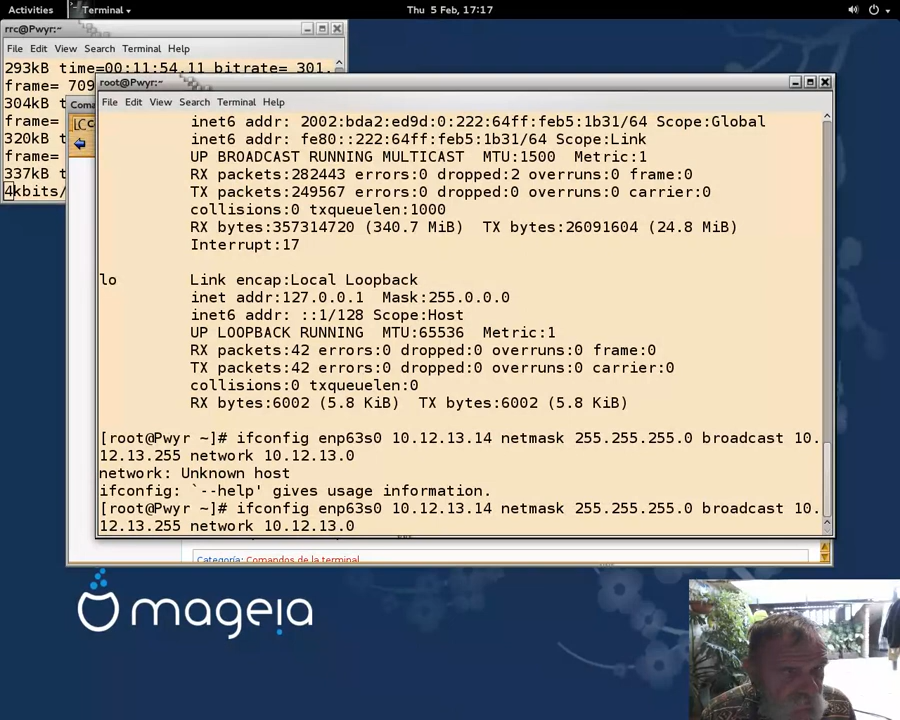 Activities
Terminal
Thu 5 Feb, 17:17
rrc@Pwyr:~
File Edit View Search Terminal Help
293kB time=00:11:54.11 bitrate= 301.
frame= 709
304kB t
frame=
320kB t
frame=
337kB t
4kbits/
Coma
root@Pwyr:~
File Edit View Search Terminal Help
inet6 addr: 2002:bda2:ed9d:0:222:64ff:feb5:1b31/64 Scope:Global
inet6 addr: fe80::222:64ff:feb5:1b31/64 Scope:Link
UP BROADCAST RUNNING MULTICAST  MTU:1500  Metric:1
RX packets:282443 errors:0 dropped:2 overruns:0 frame:0
TX packets:249567 errors:0 dropped:0 overruns:0 carrier:0
collisions:0 txqueuelen:1000
RX bytes:357314720 (340.7 MiB)  TX bytes:26091604 (24.8 MiB)
Interrupt:17
lo        Link encap:Local Loopback
inet addr:127.0.0.1  Mask:255.0.0.0
inet6 addr: ::1/128 Scope:Host
UP LOOPBACK RUNNING  MTU:65536  Metric:1
RX packets:42 errors:0 dropped:0 overruns:0 frame:0
TX packets:42 errors:0 dropped:0 overruns:0 carrier:0
collisions:0 txqueuelen:0
RX bytes:6002 (5.8 KiB)  TX bytes:6002 (5.8 KiB)
[root@Pwyr ~]# ifconfig enp63s0 10.12.13.14 netmask 255.255.255.0 broadcast 10.
12.13.255 network 10.12.13.0
network: Unknown host
ifconfig: `--help' gives usage information.
[root@Pwyr ~]# ifconfig enp63s0 10.12.13.14 netmask 255.255.255.0 broadcast 10.
12.13.255 network 10.12.13.0
Categoría: Comandos de la terminal
mageia